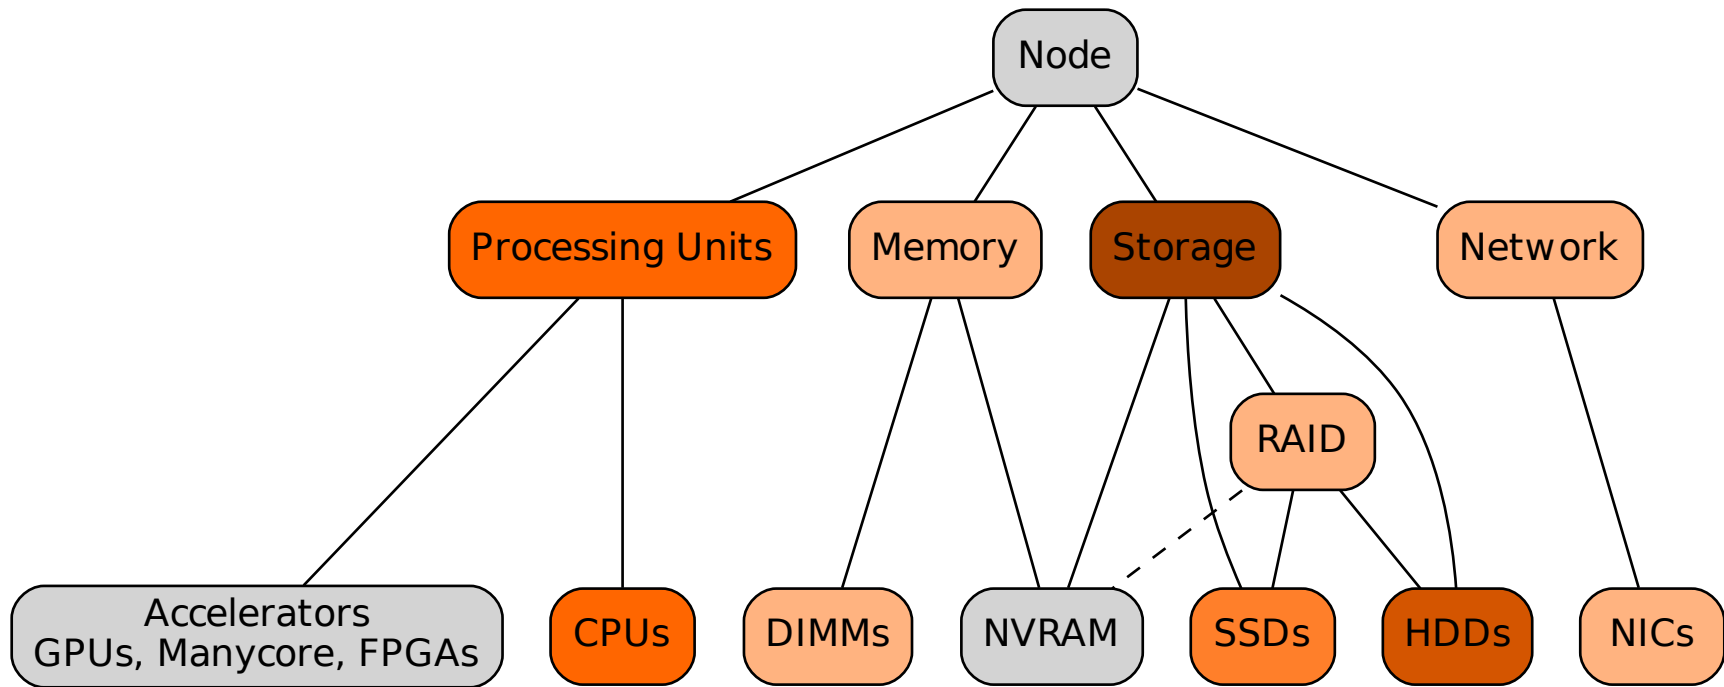 Node
Processing Units
Memory
Storage
Network
RAID
Accelerators
GPUs, Manycore, FPGAs
CPUs
DIMMs
NVRAM
SSDs
HDDs
NICs